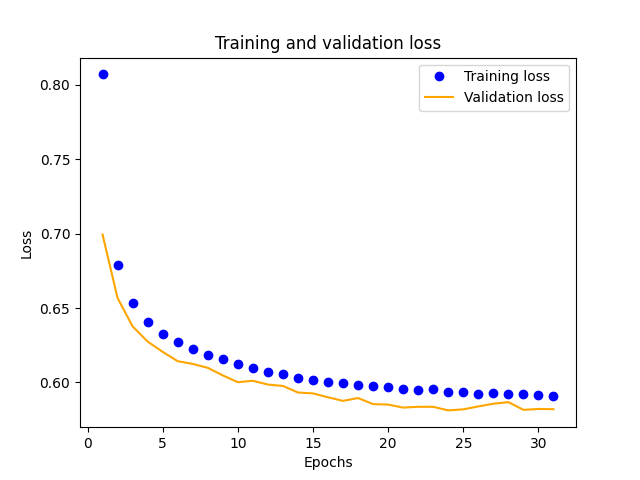 Training and validation loss
Training loss
Validation loss
Loss
0.80
0.75
0.70
0.65
0.60
0 5 10 15 20 25 30
Epochs